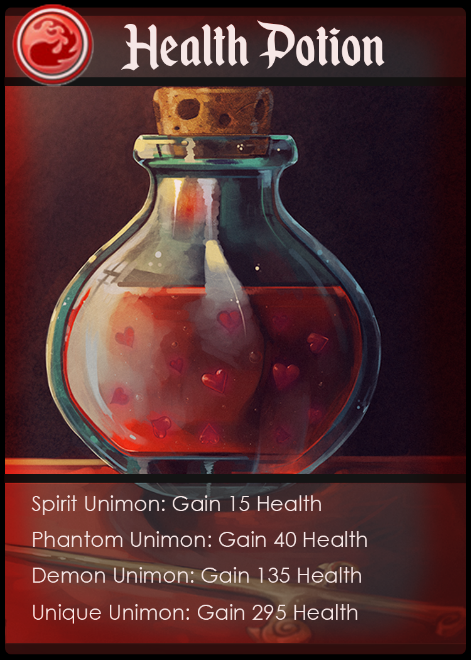 Health Potion
Spirit Unimon: Gain 15 Health
Phantom Unimon: Gain 40 Health
Demon Unimon: Gain 135 Health
Unique Unimon: Gain 295 Health